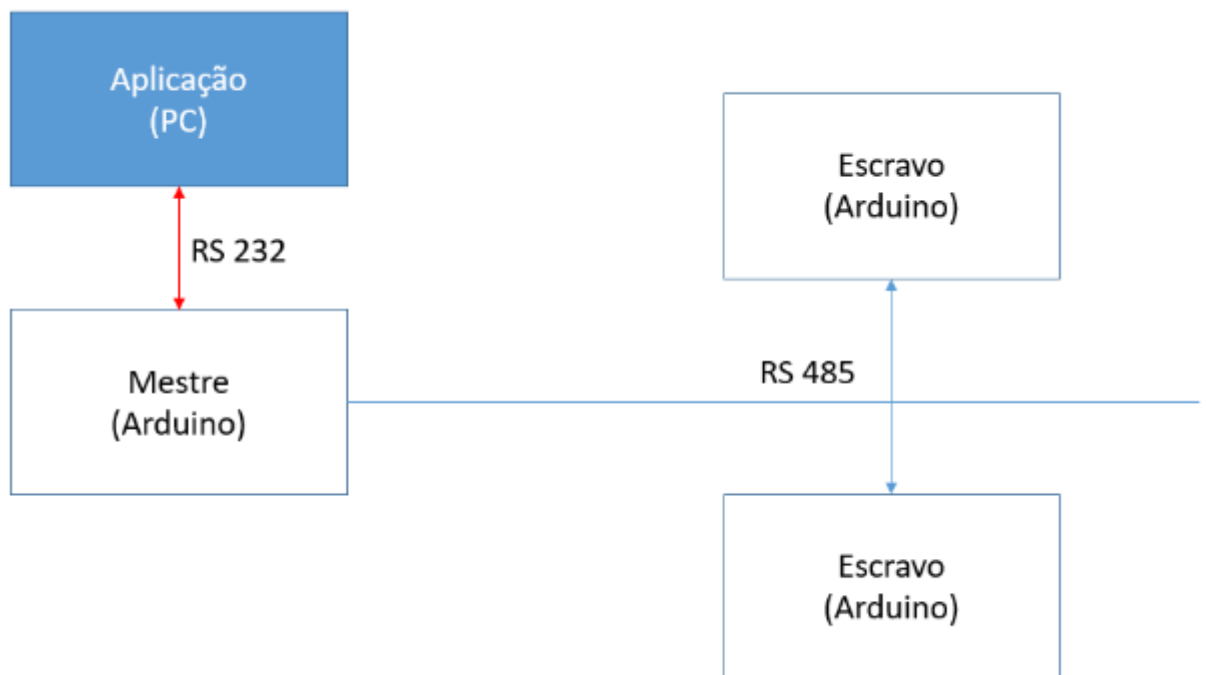 Aplicação
(PC)
RS 232
Mestre
(Arduino)
Escravo
(Arduino)
RS 485
Escravo
(Arduino)